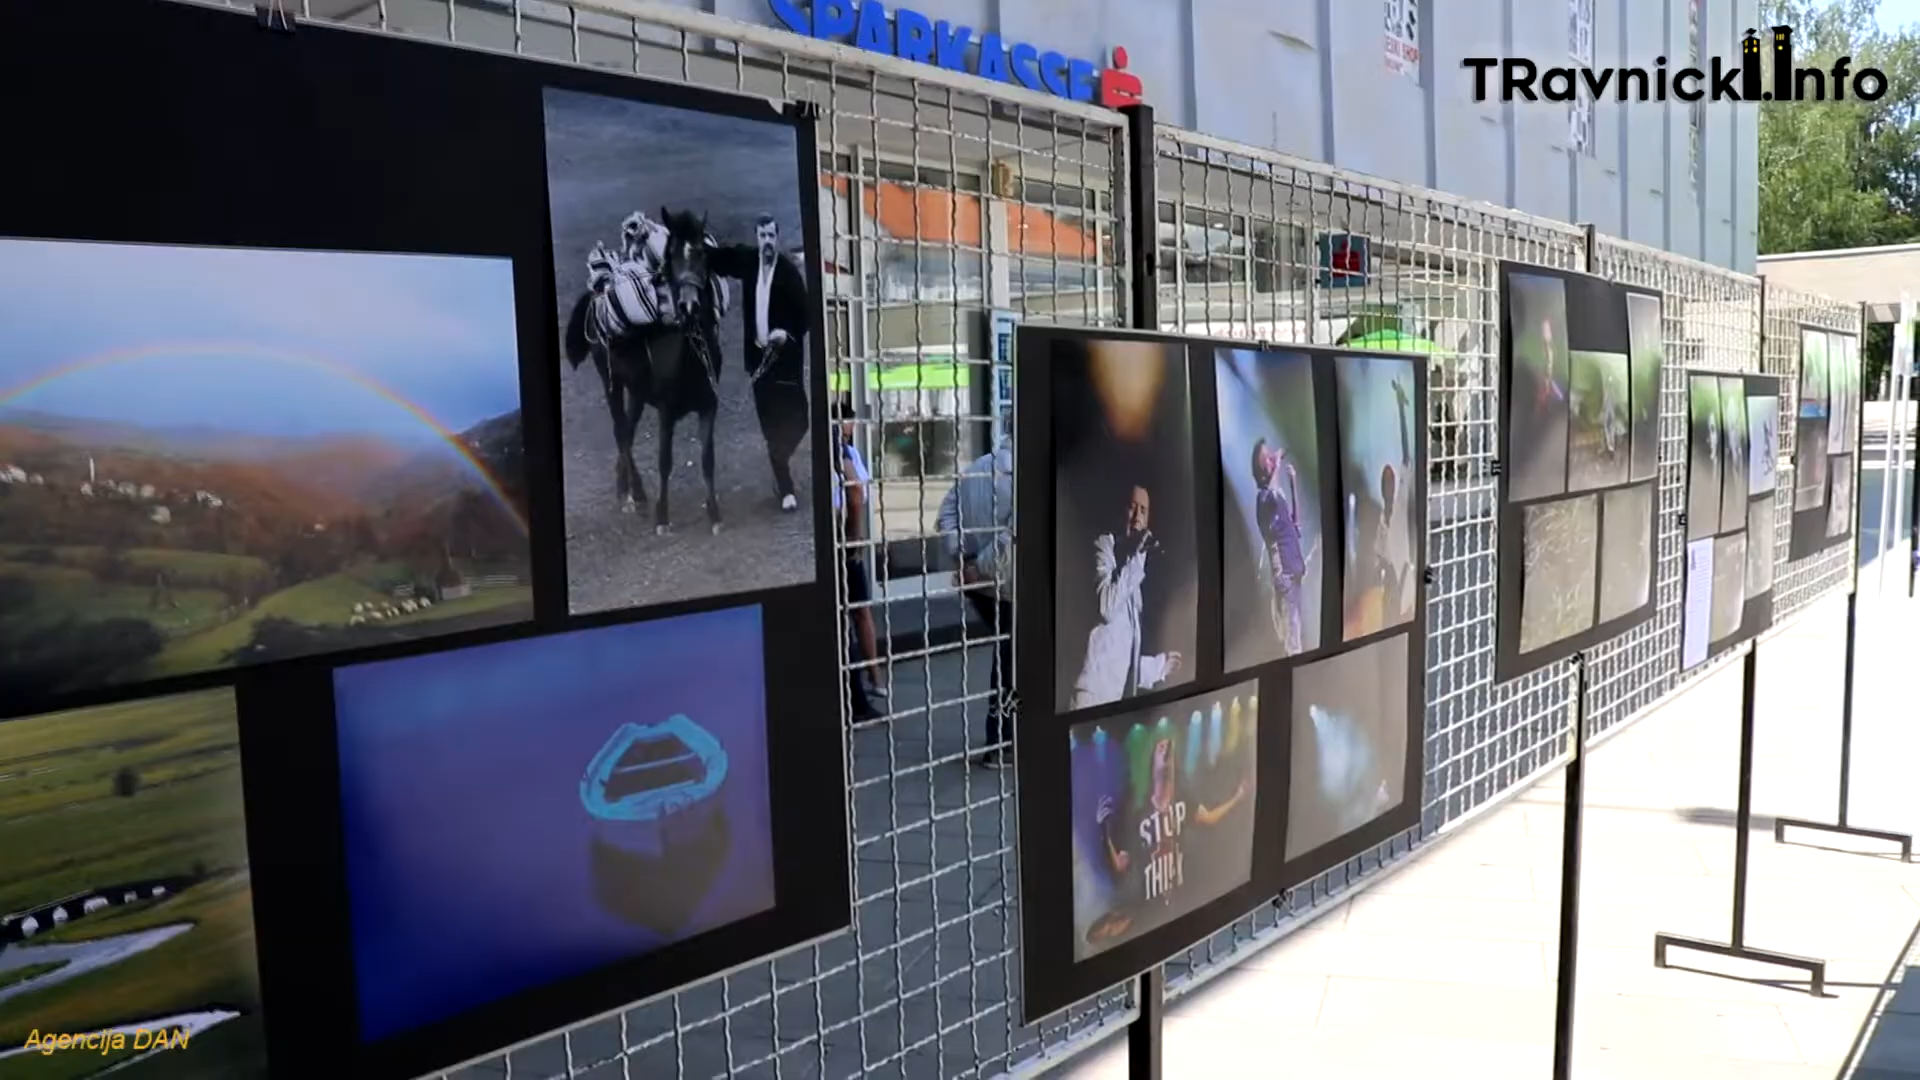 SPARKASSE
TRavnicki.info
STOP
THINK
Agencija DAN